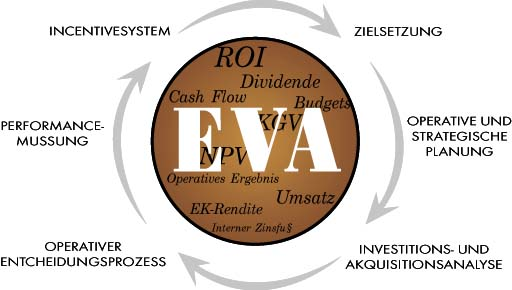 INCENTIVESYSTEM
ZIELSETZUNG
ROI
Dividende
Cash Flow
Budgets
PERFORMANCE-
MUSSUNG
EVA
KGV
OPERATIVE UND
STRATEGISCHE
PLANUNG
NPV
Operatives Ergebnis
Umsatz
EK-Rendite
Interner Zinsfu§
OPERATIVER
ENTCHEIDUNGSPROZESS
INVESTITIONS- UND
AKQUISITIONSANALYSE